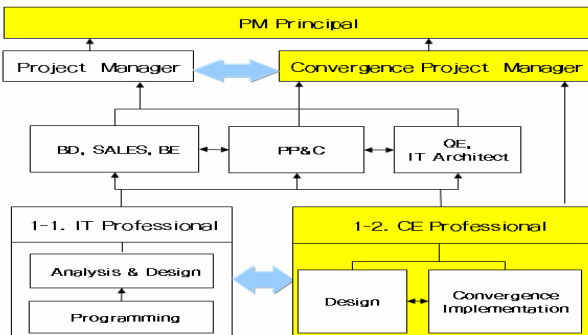 PM Principal
Project Manager
Convergence Project Manager
BD, SALES, BE
PP&C
QE,
IT Architect
1-1. IT Professional
1-2. CE Professional
Analysis & Design
Programming
Design
Convergence
Implementation